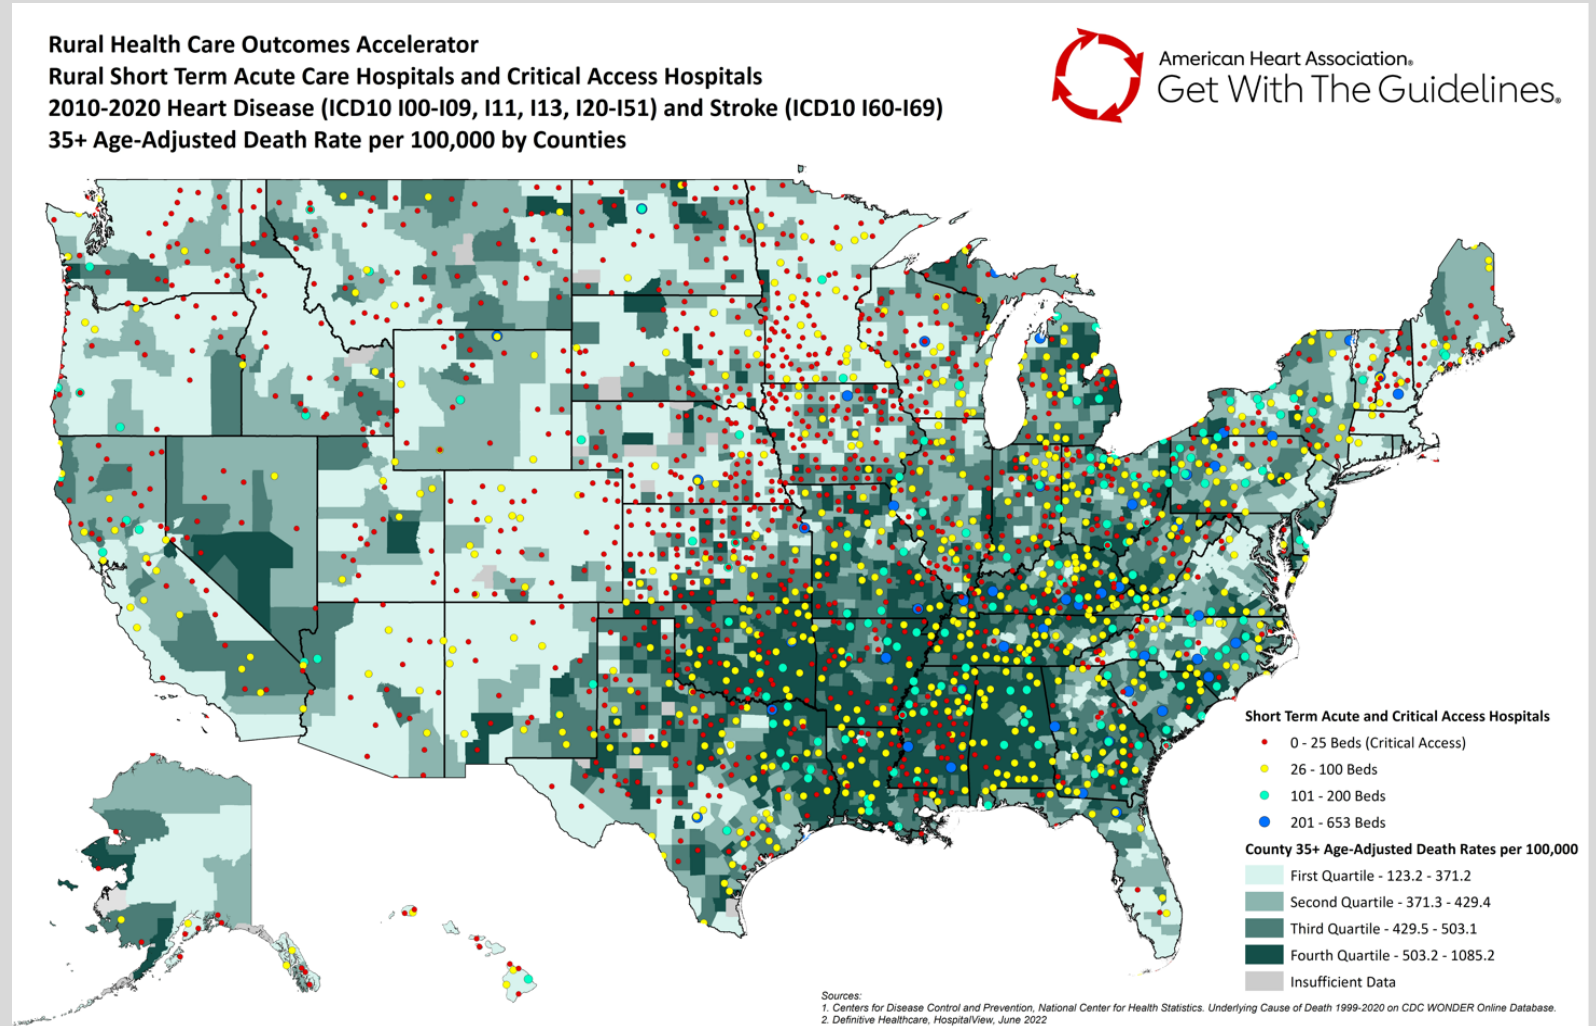 Rural Health Care Outcomes Accelerator
Rural Short Term Acute Care Hospitals and Critical Access Hospitals
2010-2020 Heart Disease (ICD10 I00-I09, I11, I13, I20-I51) and Stroke (ICD10 I60-I69)
35+ Age-Adjusted Death Rate per 100,000 by Counties
American Heart Association®
Get With The Guidelines®
Short Term Acute and Critical Access Hospitals
0 - 25 Beds (Critical Access)
26 - 100 Beds
101 - 200 Beds
201 - 653 Beds
County 35+ Age-Adjusted Death Rates per 100,000
First Quartile - 123.2 - 371.2
Second Quartile - 371.3 - 429.4
Third Quartile - 429.5 - 503.1
Fourth Quartile - 503.2 - 1085.2
Insufficient Data
Sources:
1. Centers for Disease Control and Prevention, National Center for Health Statistics. Underlying Cause of Death 1999-2020 on CDC WONDER Online Database.
2. Definitive Healthcare, HospitalView, June 2022